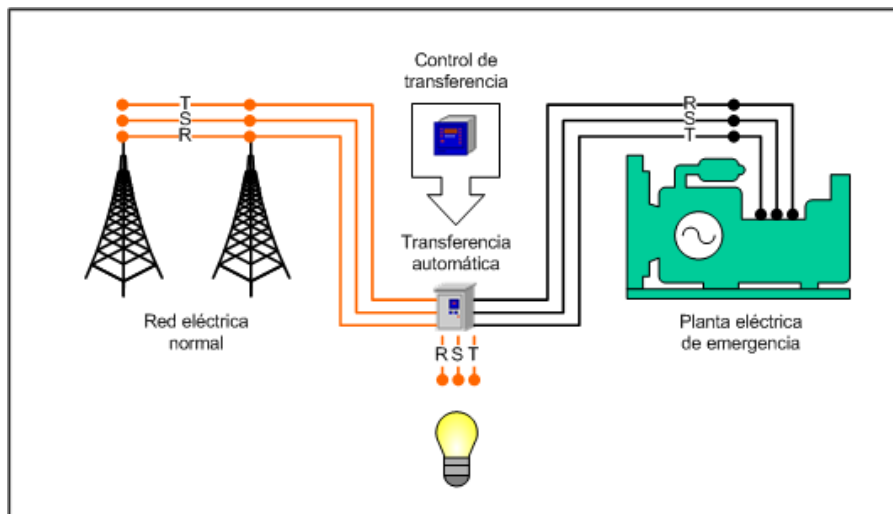 Control de
transferencia
T
S
R
R
S
T
Transferencia
automática
Red eléctrica
normal
Planta eléctrica
de emergencia
R S T